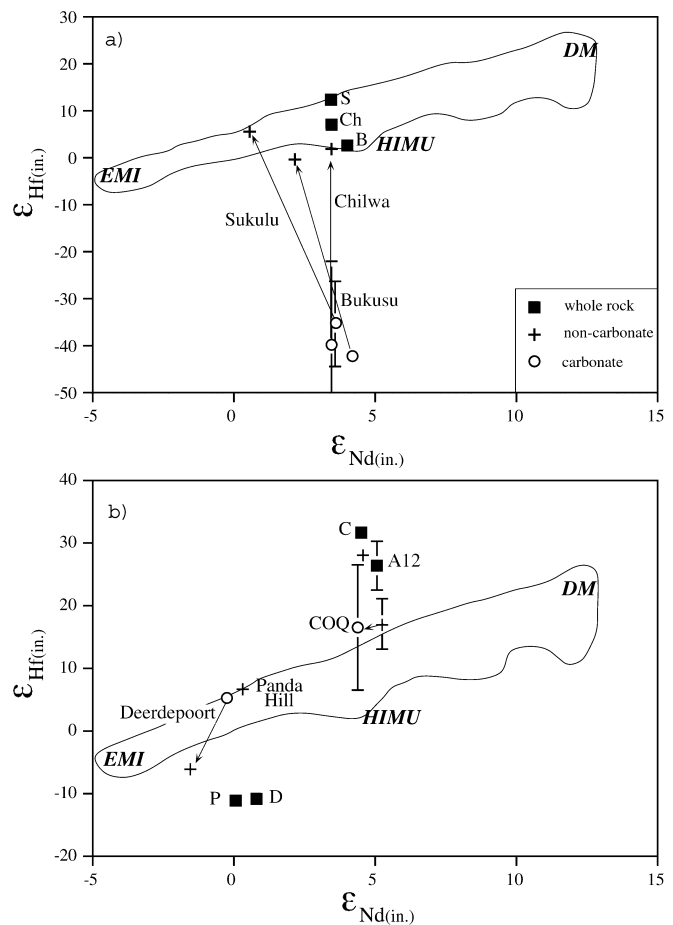 a)
30
20
10
0
-10
-20
-30
-40
-50
εHf(in.)
DM
S
Ch
B
HIMU
EMI
Chilwa
Sukulu
Bukusu
whole rock
non-carbonate
carbonate
-5 0 5 10 15
εNd(in.)
b)
40
30
20
10
0
-10
-20
εHf(in.)
C
A12
DM
COQ
Panda
Hill
Deerdepoort
HIMU
EMI
P D
-5 0 5 10 15
εNd(in.)